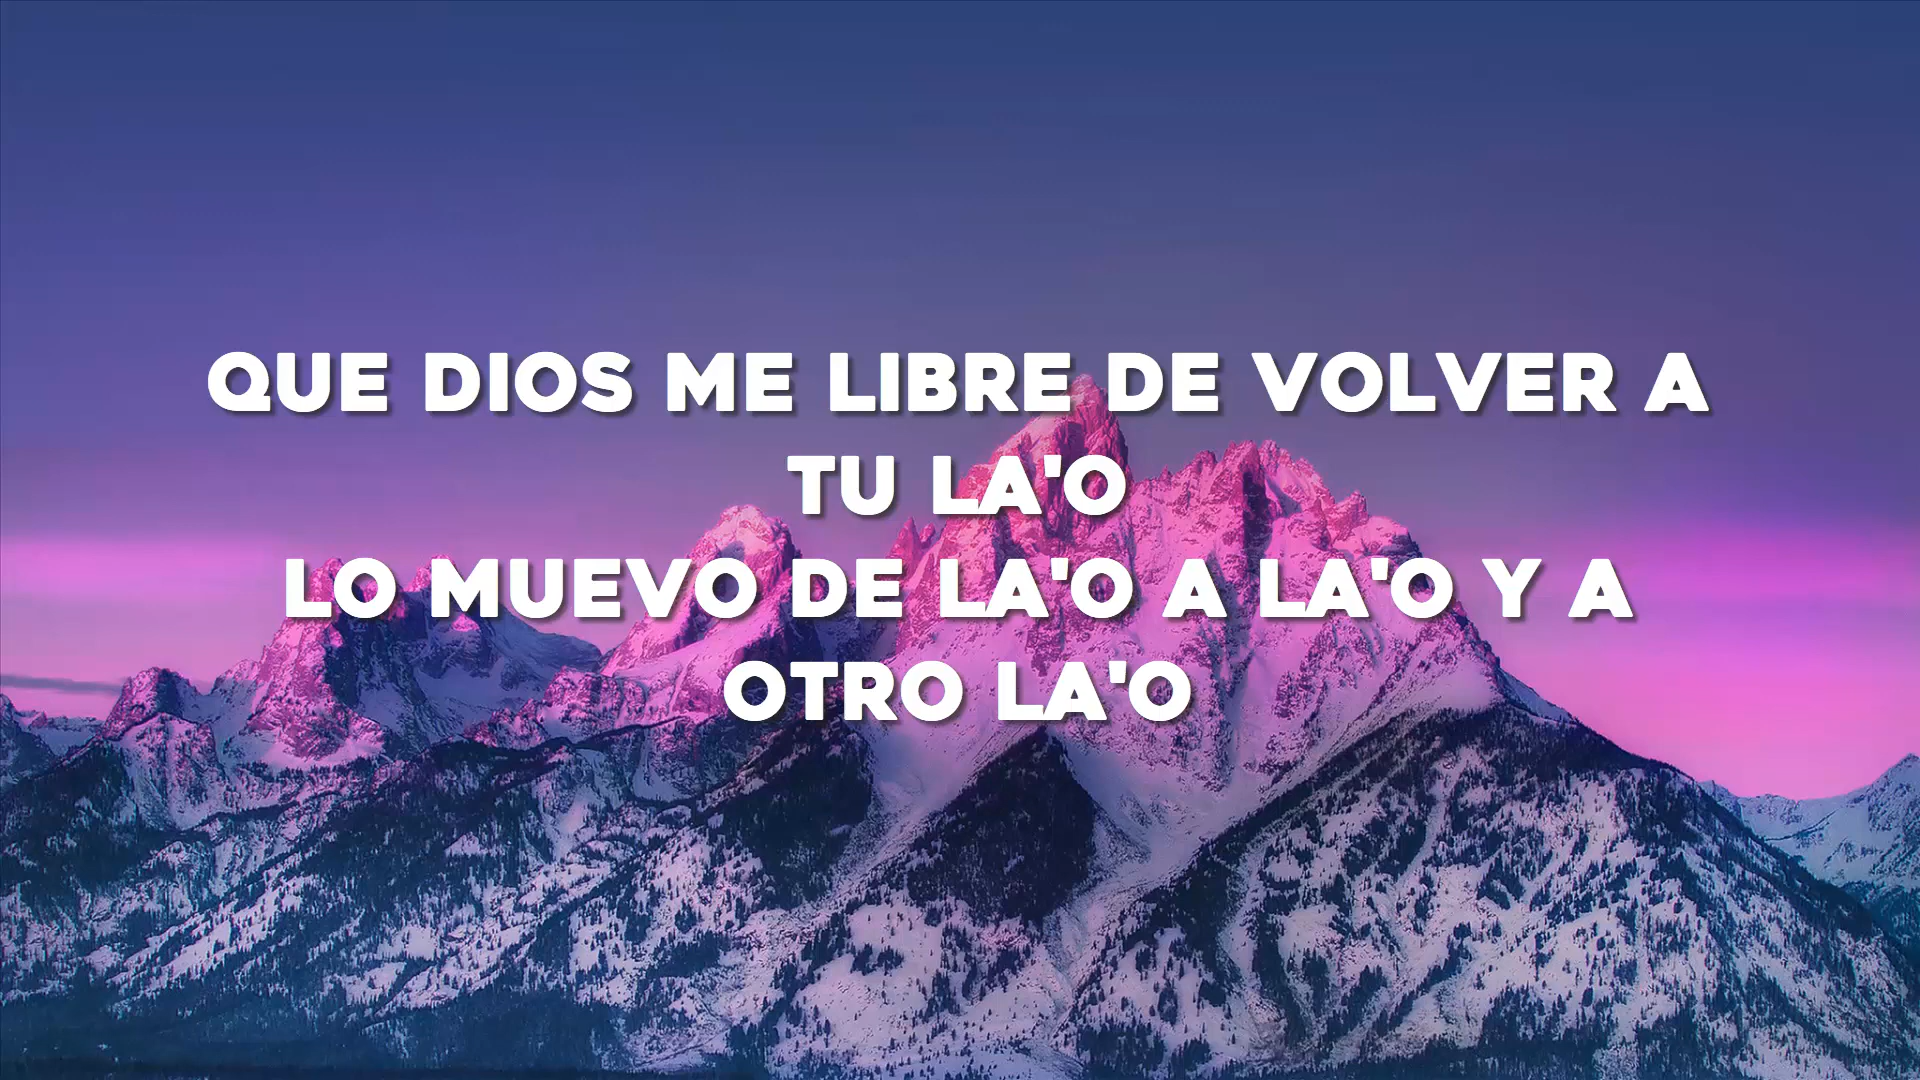 QUE DIOS ME LIBRE DE VOLVER A
TU LA'O
LO MUEVO DE LA'O A LA'O Y A
OTRO LA'O